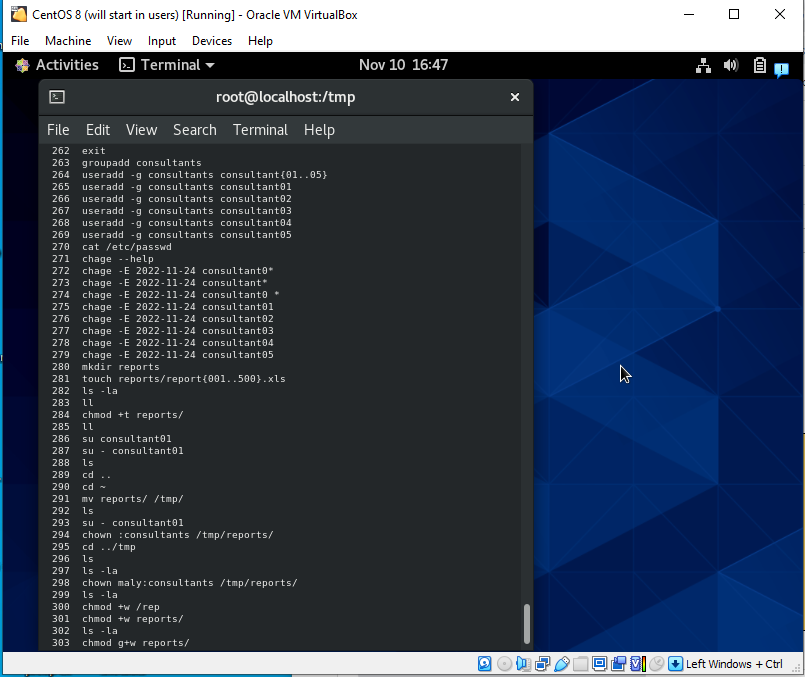 CentOS 8 (will start in users) [Running] - Oracle VM VirtualBox
File Machine View Input Devices Help
Activities Terminal Nov 10 16:47
root@localhost:/tmp
File Edit View Search Terminal Help
262 exit
263 groupadd consultants
264 useradd -g consultants consultant{01..05}
265 useradd -g consultants consultant01
266 useradd -g consultants consultant02
267 useradd -g consultants consultant03
268 useradd -g consultants consultant04
269 useradd -g consultants consultant05
270 cat /etc/passwd
271 chage --help
272 chage -E 2022-11-24 consultant0*
273 chage -E 2022-11-24 consultant*
274 chage -E 2022-11-24 consultant0 *
275 chage -E 2022-11-24 consultant01
276 chage -E 2022-11-24 consultant02
277 chage -E 2022-11-24 consultant03
278 chage -E 2022-11-24 consultant04
279 chage -E 2022-11-24 consultant05
280 mkdir reports
281 touch reports/report{001..500}.xls
282 ls -la
283 ll
284 chmod +t reports/
285 ll
286 su consultant01
287 su - consultant01
288 ls
289 cd ..
290 cd ~
291 mv reports/ /tmp/
292 ls
293 su - consultant01
294 chown :consultants /tmp/reports/
295 cd ../tmp
296 ls
297 ls -la
298 chown maly:consultants /tmp/reports/
299 ls -la
300 chmod +w /rep
301 chmod +w reports/
302 ls -la
303 chmod g+w reports/
Left Windows + Ctrl